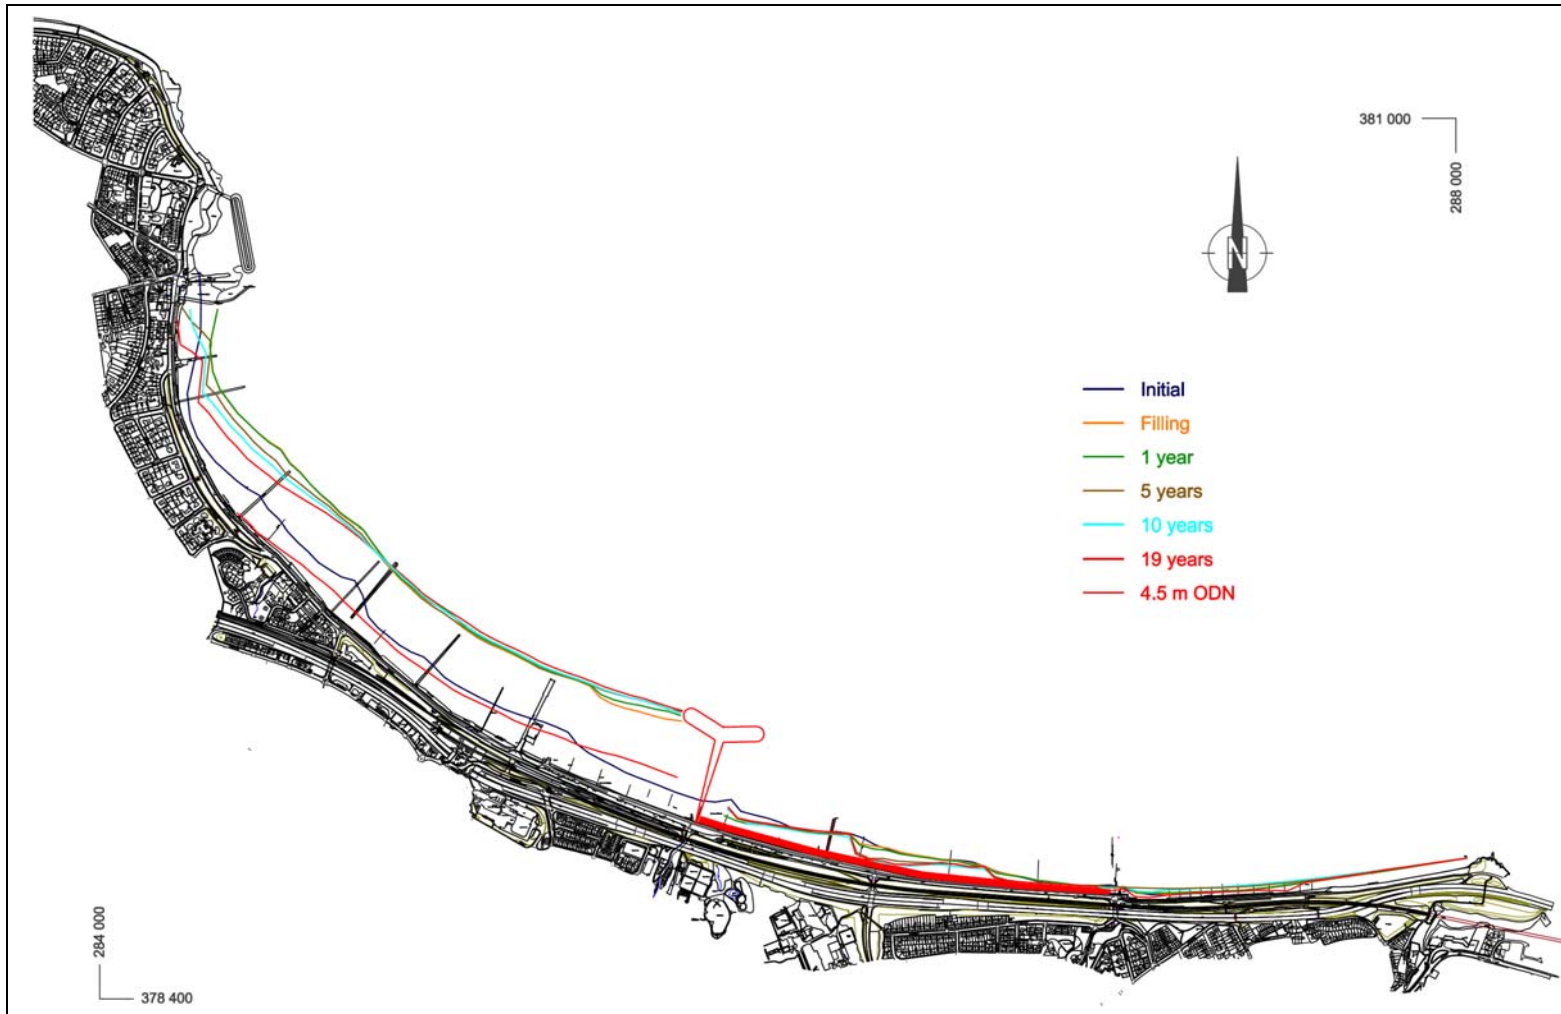 381 000
288 000
N
Initial
Filling
1 year
5 years
10 years
19 years
4.5 m ODN
284 000
378 400